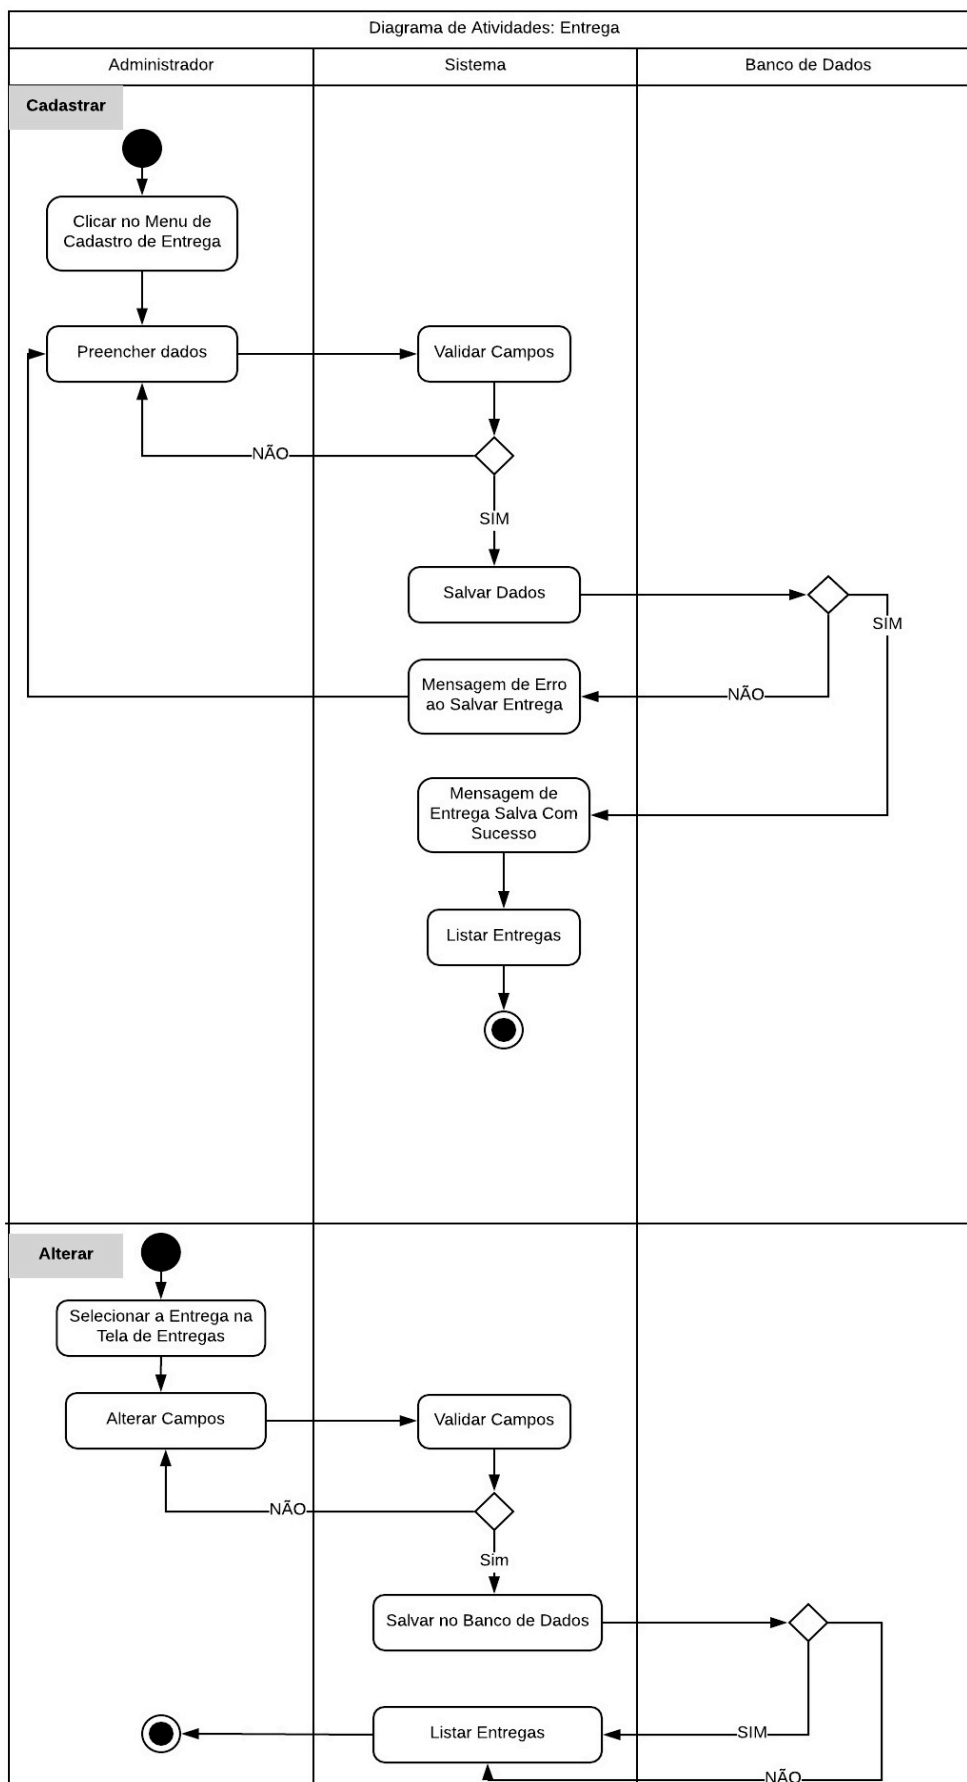 Diagrama de Atividades: Entrega
Administrador
Sistema
Banco de Dados
Cadastrar
Clicar no Menu de
Cadastro de Entrega
Preencher dados
Validar Campos
NÃO
SIM
Salvar Dados
SIM
Mensagem de Erro
ao Salvar Entrega
NÃO
Mensagem de
Entrega Salva Com
Sucesso
Listar Entregas
Alterar
Selecionar a Entrega na
Tela de Entregas
Alterar Campos
Validar Campos
NÃO
Sim
Salvar no Banco de Dados
Listar Entregas
SIM
NÃO